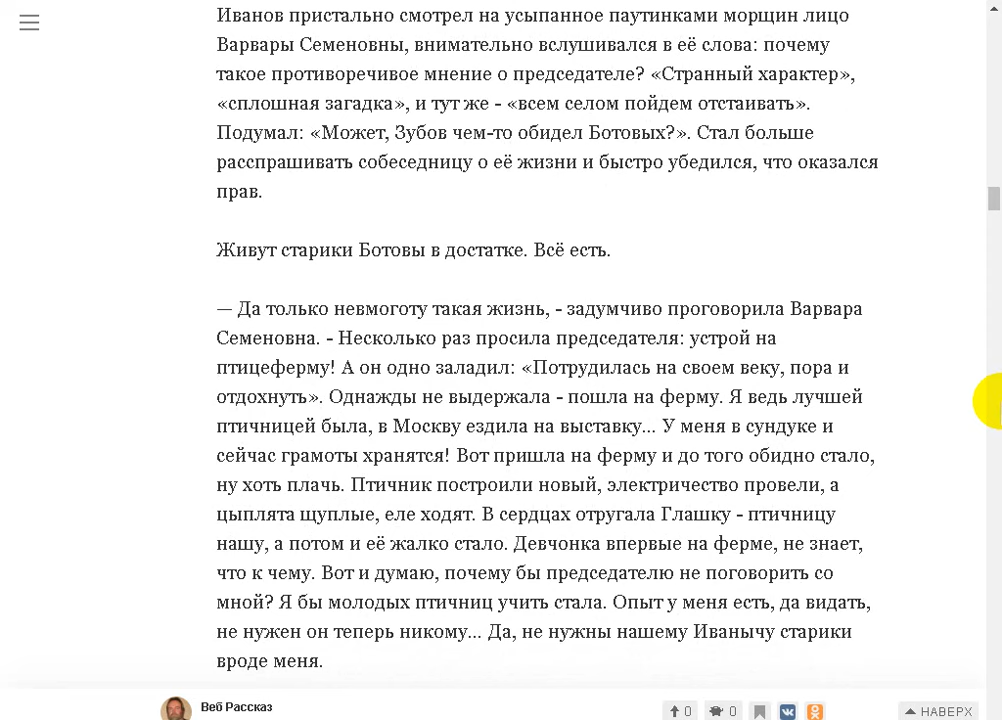 Иванов пристально смотрел на усыпанное паутинками морщин лицо
Варвары Семеновны, внимательно вслушивался в её слова: почему
такое противоречивое мнение о председателе? «Странный характер»,
«сплошная загадка», и тут же - «всем селом пойдем отстаивать».
Подумал: «Может, Зубов чем-то обидел Ботовых?». Стал больше
расспрашивать собеседницу о её жизни и быстро убедился, что оказался
прав.
Живут старики Ботовы в достатке. Всё есть.
— Да только невмоготу такая жизнь, - задумчиво проговорила Варвара
Семеновна. - Несколько раз просила председателя: устрой на
птицеферму! А он одно заладил: «Потрудилась на своем веку, пора и
отдохнуть». Однажды не выдержала - пошла на ферму. Я ведь лучшей
птичницей была, в Москву ездила на выставку... У меня в сундуке и
сейчас грамоты хранятся! Вот пришла на ферму и до того обидно стало,
ну хоть плачь. Птичник построили новый, электричество провели, а
цыплята щуплые, еле ходят. В сердцах отругала Глашку - птичницу
нашу, а потом и её жалко стало. Девчонка впервые на ферме, не знает,
что к чему. Вот и думаю, почему бы председателю не поговорить со
мной? Я бы молодых птичниц учить стала. Опыт у меня есть, да видать,
не нужен он теперь никому... Да, не нужны нашему Иванычу старики
вроде меня.
Веб Рассказ
0 0 НАВЕРХ